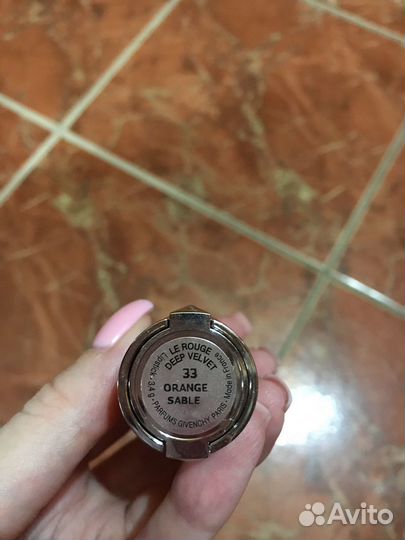 LE ROUGE
DEEP VELVET
33
ORANGE
SABLE
Lipstick. 3,4 g - PARFUMS GIVENCHY PARIS - Made in France
Avito